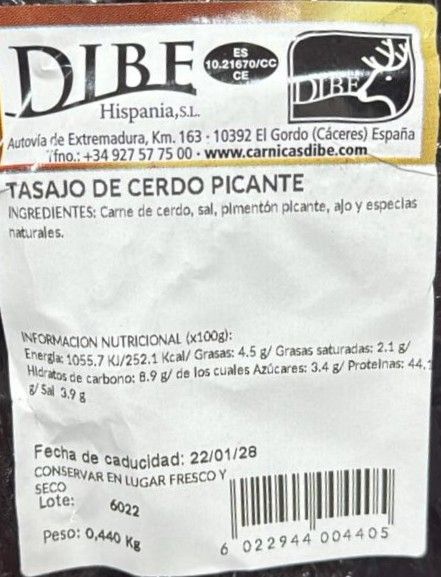 DIBE
Hispania,S.L.
ES
10.21670/CC
CE
DIBE
Autovía de Extremadura, Km. 163 - 10392 El Gordo (Cáceres) España
Tfno.: +34 927 57 75 00 - www.carnicasdibe.com
TASAJO DE CERDO PICANTE
INGREDIENTES: Carne de cerdo, sal, pimentón picante, ajo y especias
naturales.
INFORMACION NUTRICIONAL (x100g):
Energía: 1055.7 KJ/252.1 Kcal/ Grasas: 4.5 g/ Grasas saturadas: 2.1 g/
Hidratos de carbono: 8.9 g/ de los cuales Azúcares: 3.4 g/ Proteinas: 44.1
g/ Sal 3.9 g
Fecha de caducidad: 22/01/28
CONSERVAR EN LUGAR FRESCO Y
SECO
Lote: 6022
Peso: 0,440 Kg
6 022944 004405